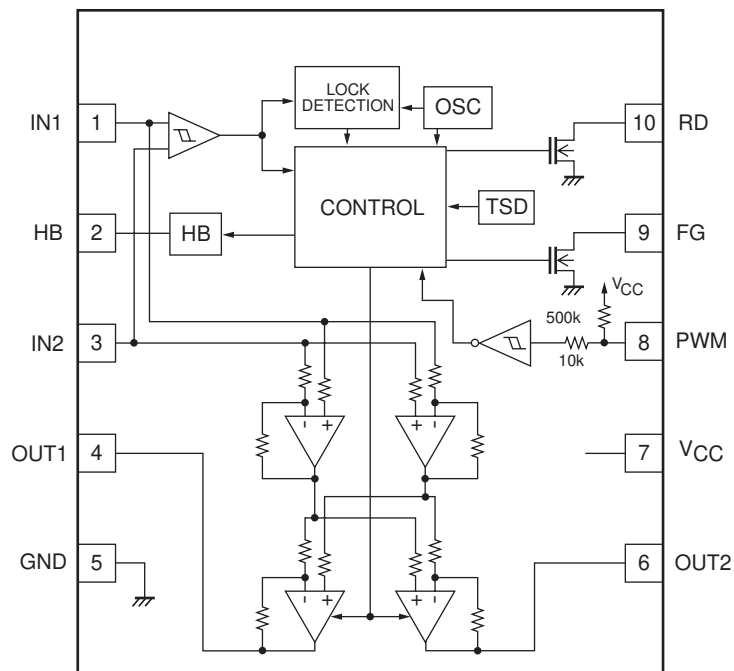 IN1 1
LOCK
DETECTION
OSC
10 RD
CONTROL
TSD
HB 2
HB
9 FG
VCC
500k
10k
IN2 3
8 PWM
- +
+ -
OUT1 4
7 VCC
GND 5
6 OUT2
- +
+ -